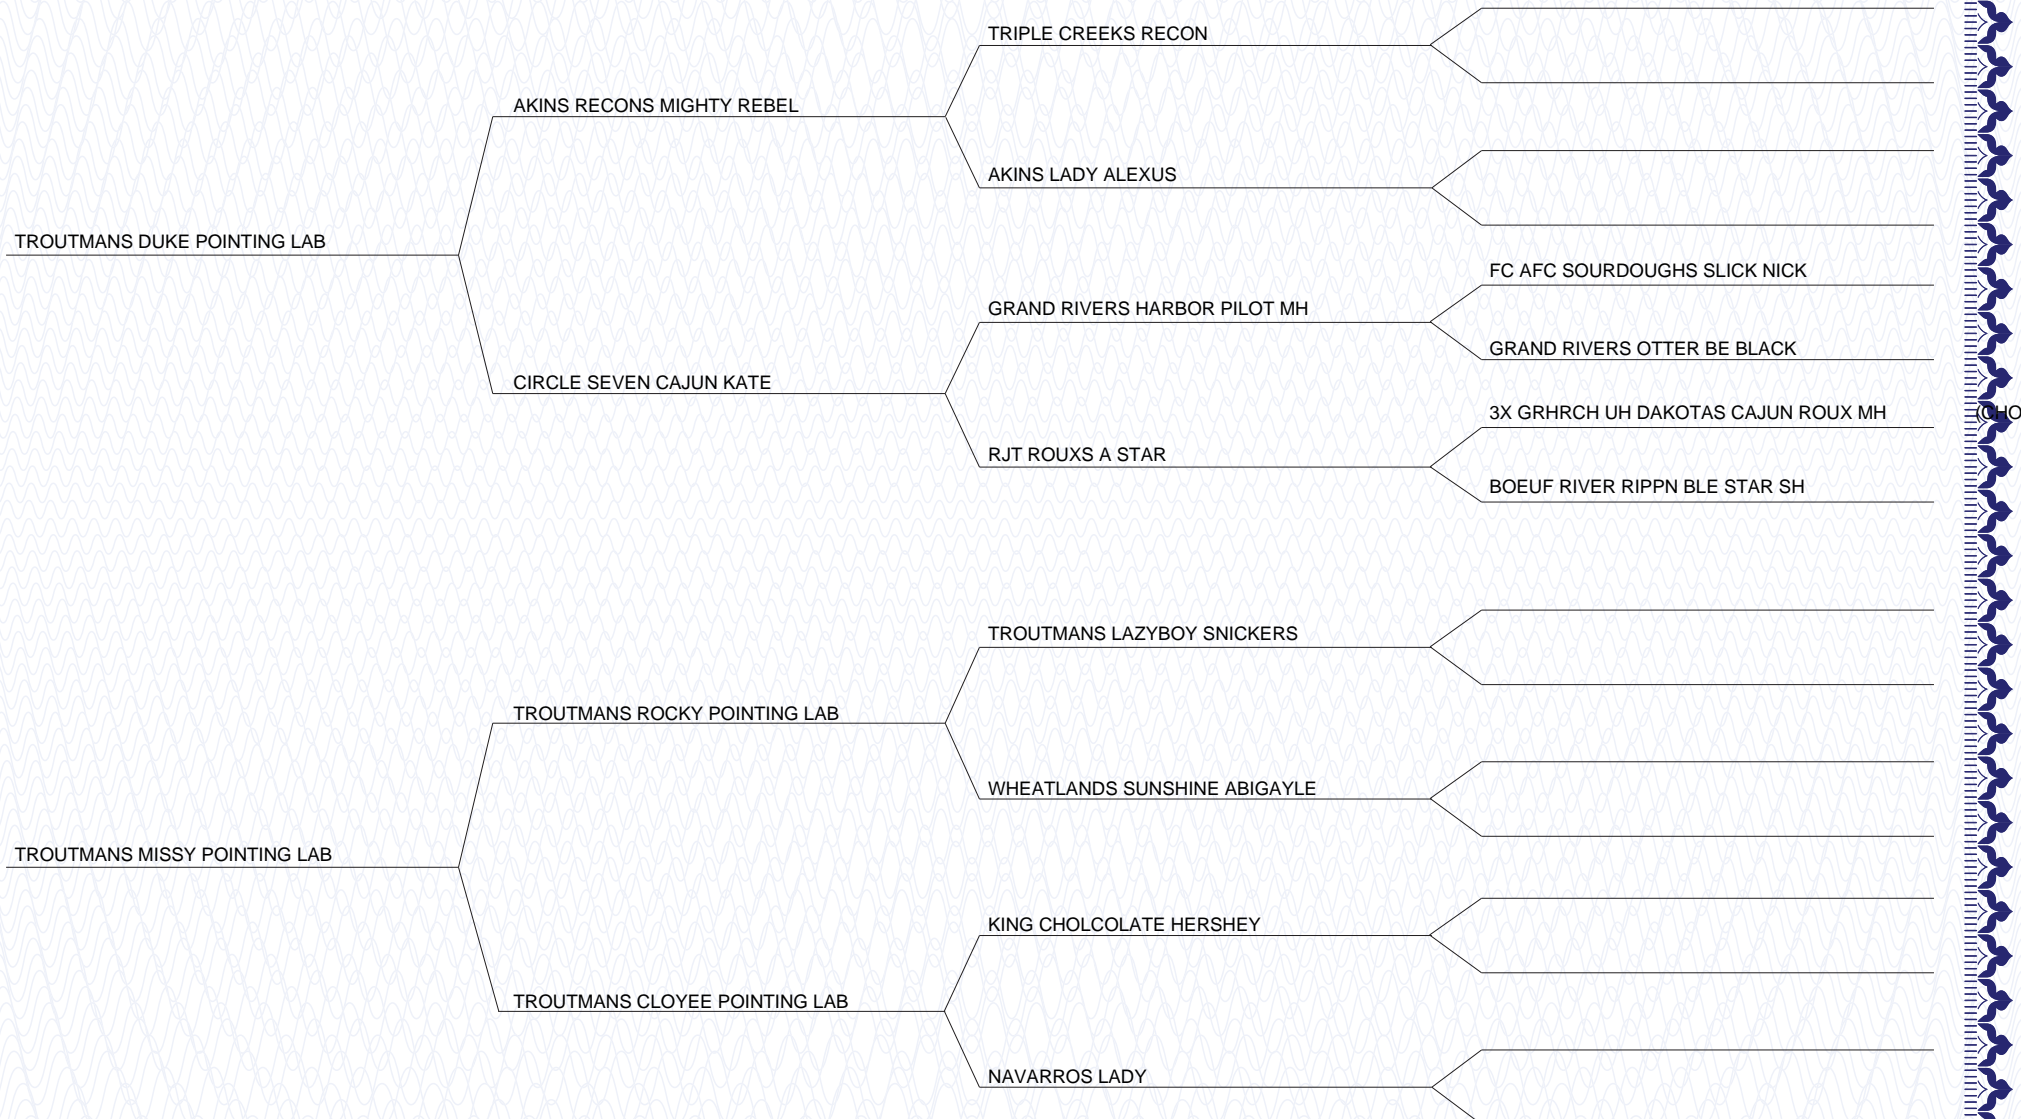 TRIPLE CREEKS RECON
AKINS RECONS MIGHTY REBEL
AKINS LADY ALEXUS
TROUTMANS DUKE POINTING LAB
FC AFC SOURDOUGHS SLICK NICK
GRAND RIVERS HARBOR PILOT MH
GRAND RIVERS OTTER BE BLACK
CIRCLE SEVEN CAJUN KATE
3X GRHRCH UH DAKOTAS CAJUN ROUX MH (CHO
RJT ROUXS A STAR
BOEUF RIVER RIPPN BLE STAR SH
TROUTMANS LAZYBOY SNICKERS
TROUTMANS ROCKY POINTING LAB
WHEATLANDS SUNSHINE ABIGAYLE
TROUTMANS MISSY POINTING LAB
KING CHOLCOLATE HERSHEY
TROUTMANS CLOYEE POINTING LAB
NAVARROS LADY